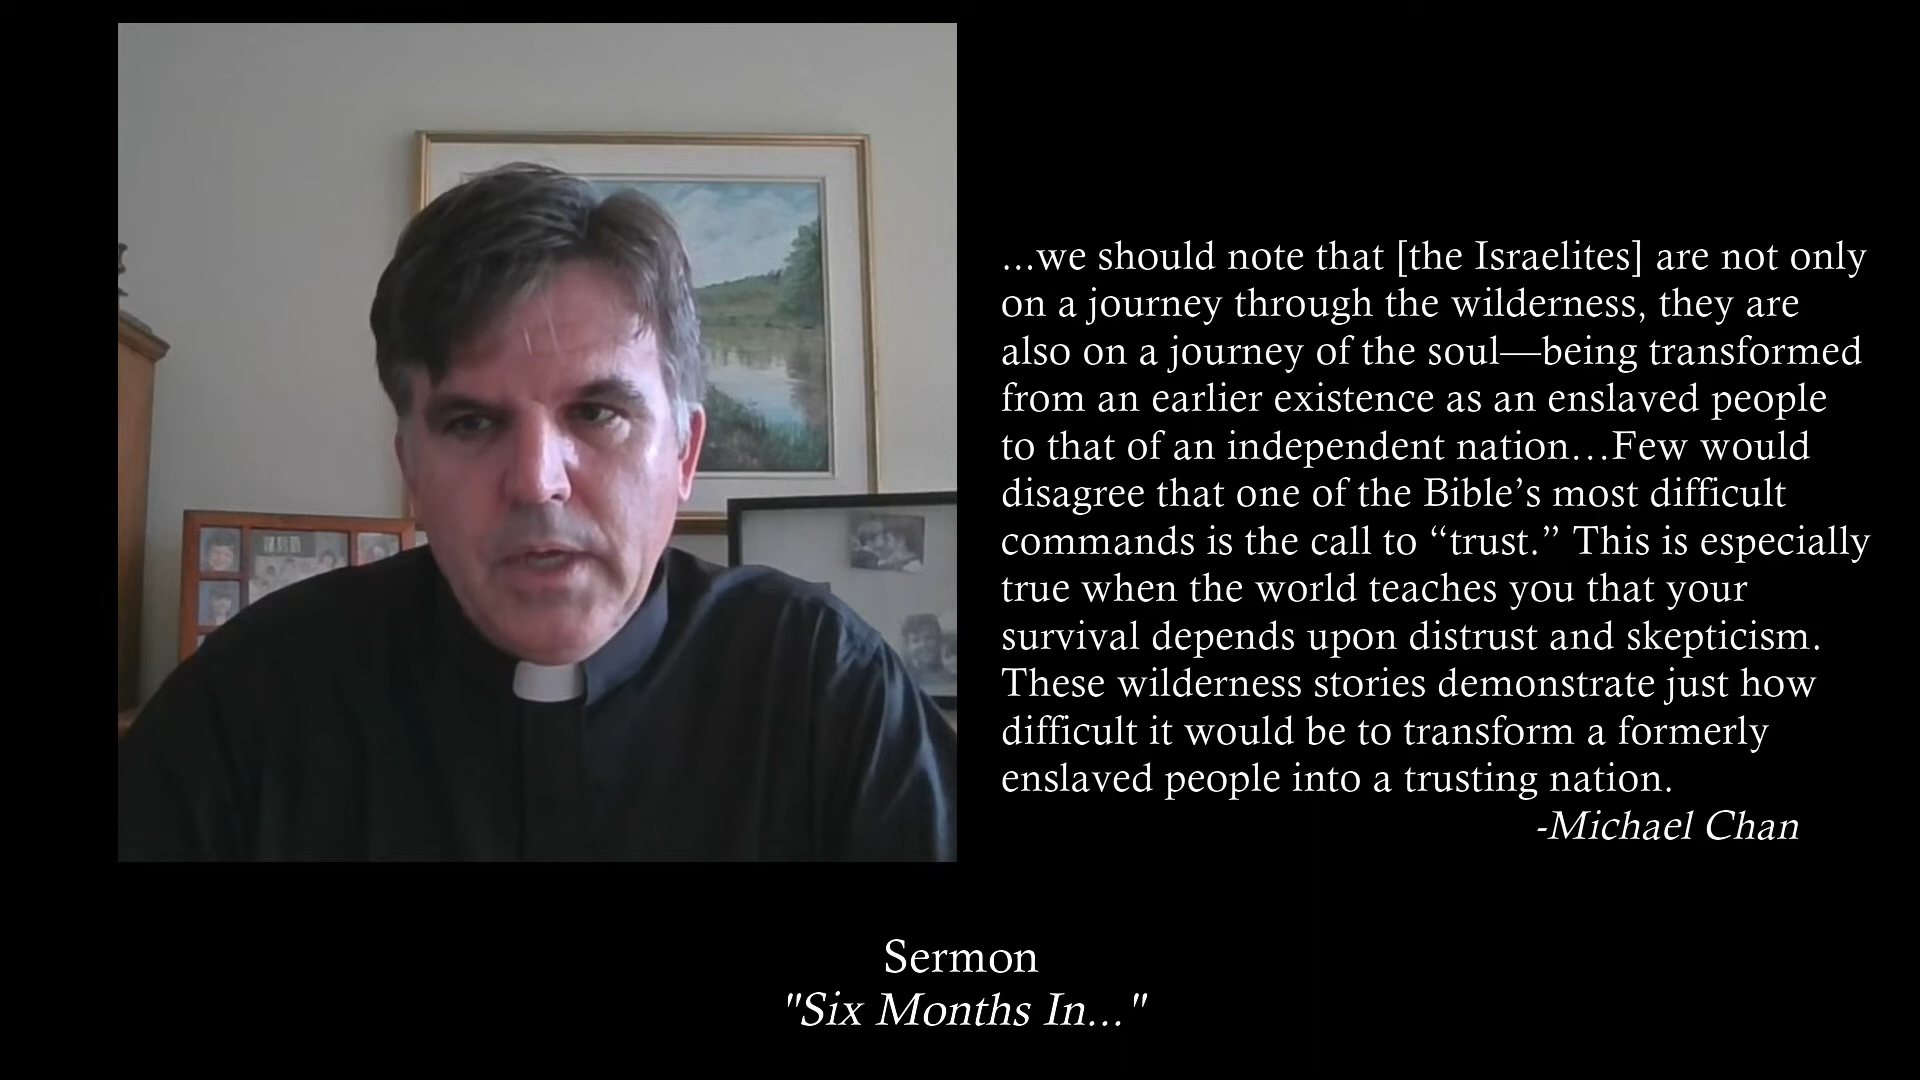 ...we should note that [the Israelites] are not only
on a journey through the wilderness, they are
also on a journey of the soul—being transformed
from an earlier existence as an enslaved people
to that of an independent nation…Few would
disagree that one of the Bible’s most difficult
commands is the call to “trust.” This is especially
true when the world teaches you that your
survival depends upon distrust and skepticism.
These wilderness stories demonstrate just how
difficult it would be to transform a formerly
enslaved people into a trusting nation.
-Michael Chan
Sermon
"Six Months In..."